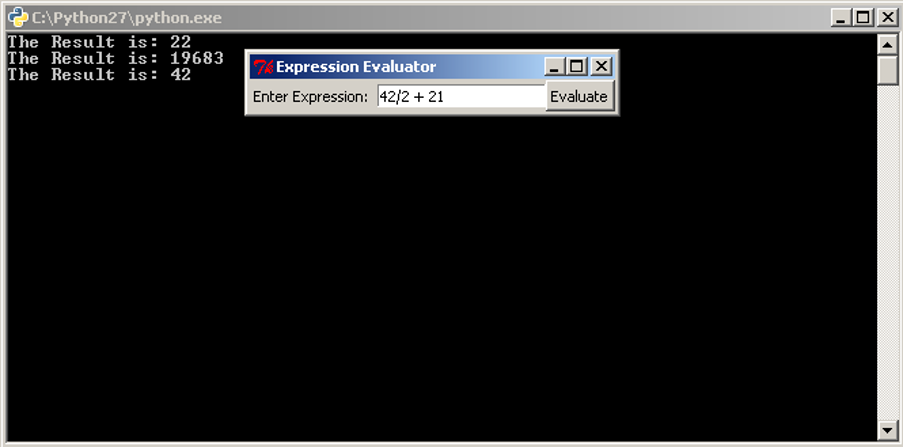 C:\Python27\python.exe
The Result is: 22
The Result is: 19683
The Result is: 42
Expression Evaluator
Enter Expression: 42/2 + 21 Evaluate